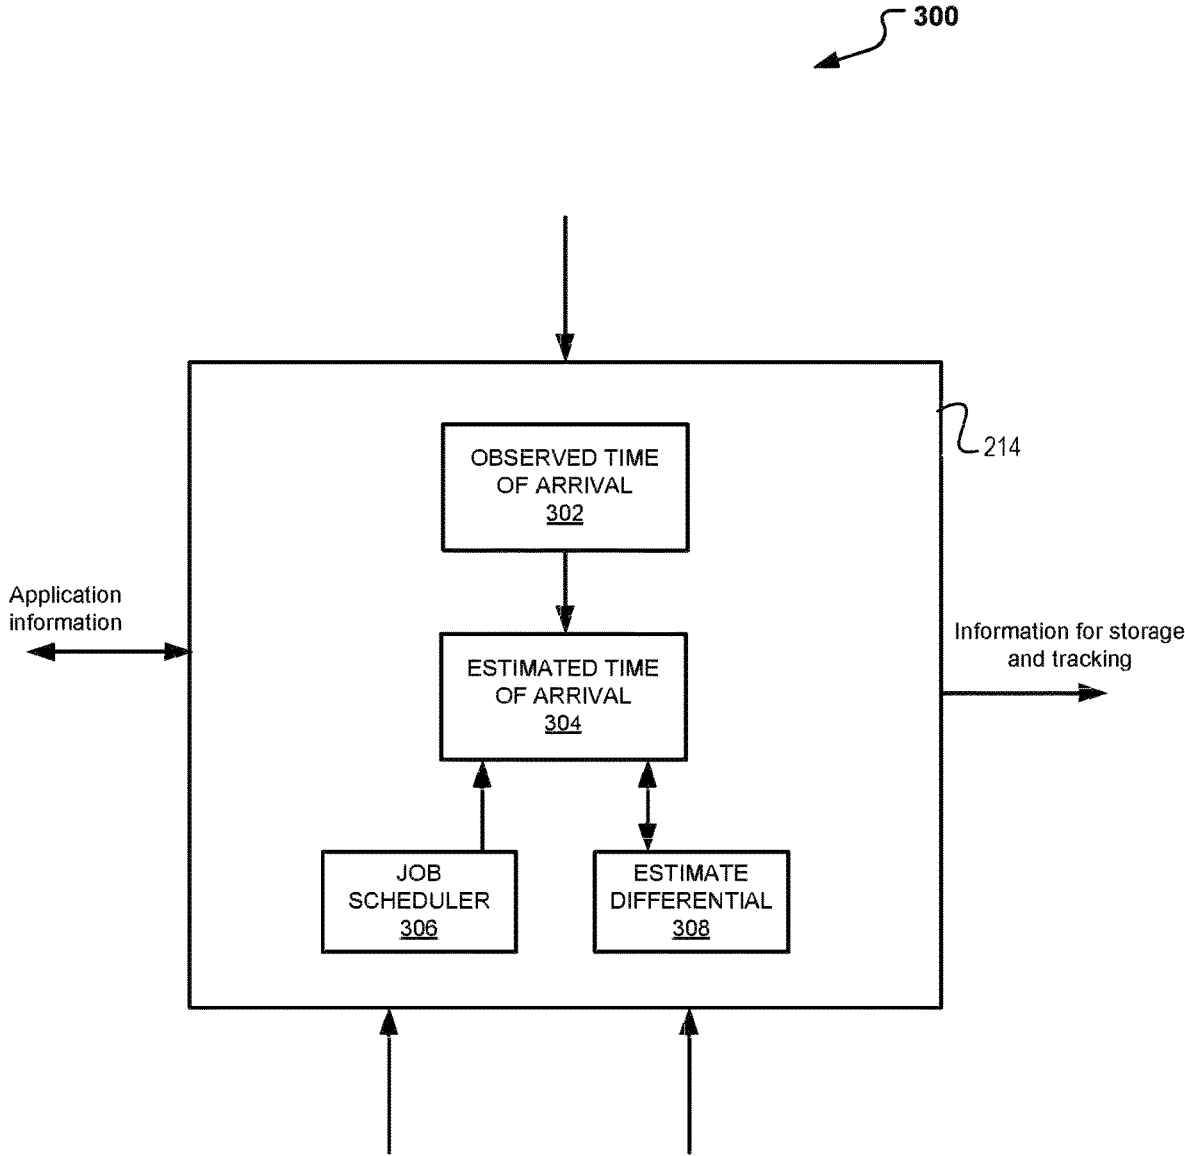 300
OBSERVED TIME
OF ARRIVAL
302
214
Application
information
Information for storage
and tracking
ESTIMATED TIME
OF ARRIVAL
304
JOB
SCHEDULER
306
ESTIMATE
DIFFERENTIAL
308